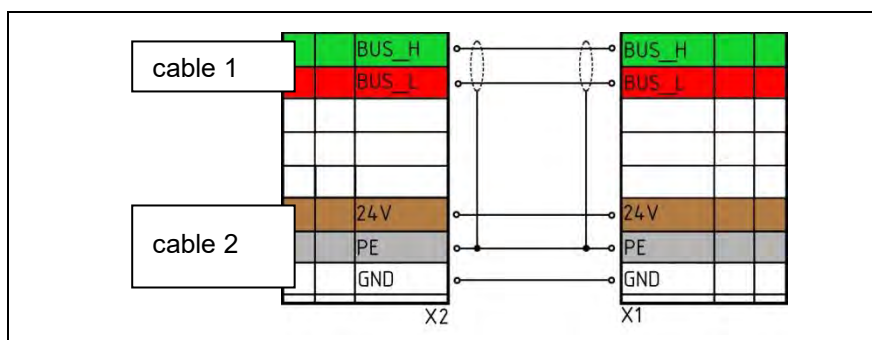 cable 1
BUS_H
BUS_H
BUS_L
BUS_L
cable 2
24V
24V
PE
PE
GND
GND
X2
X1